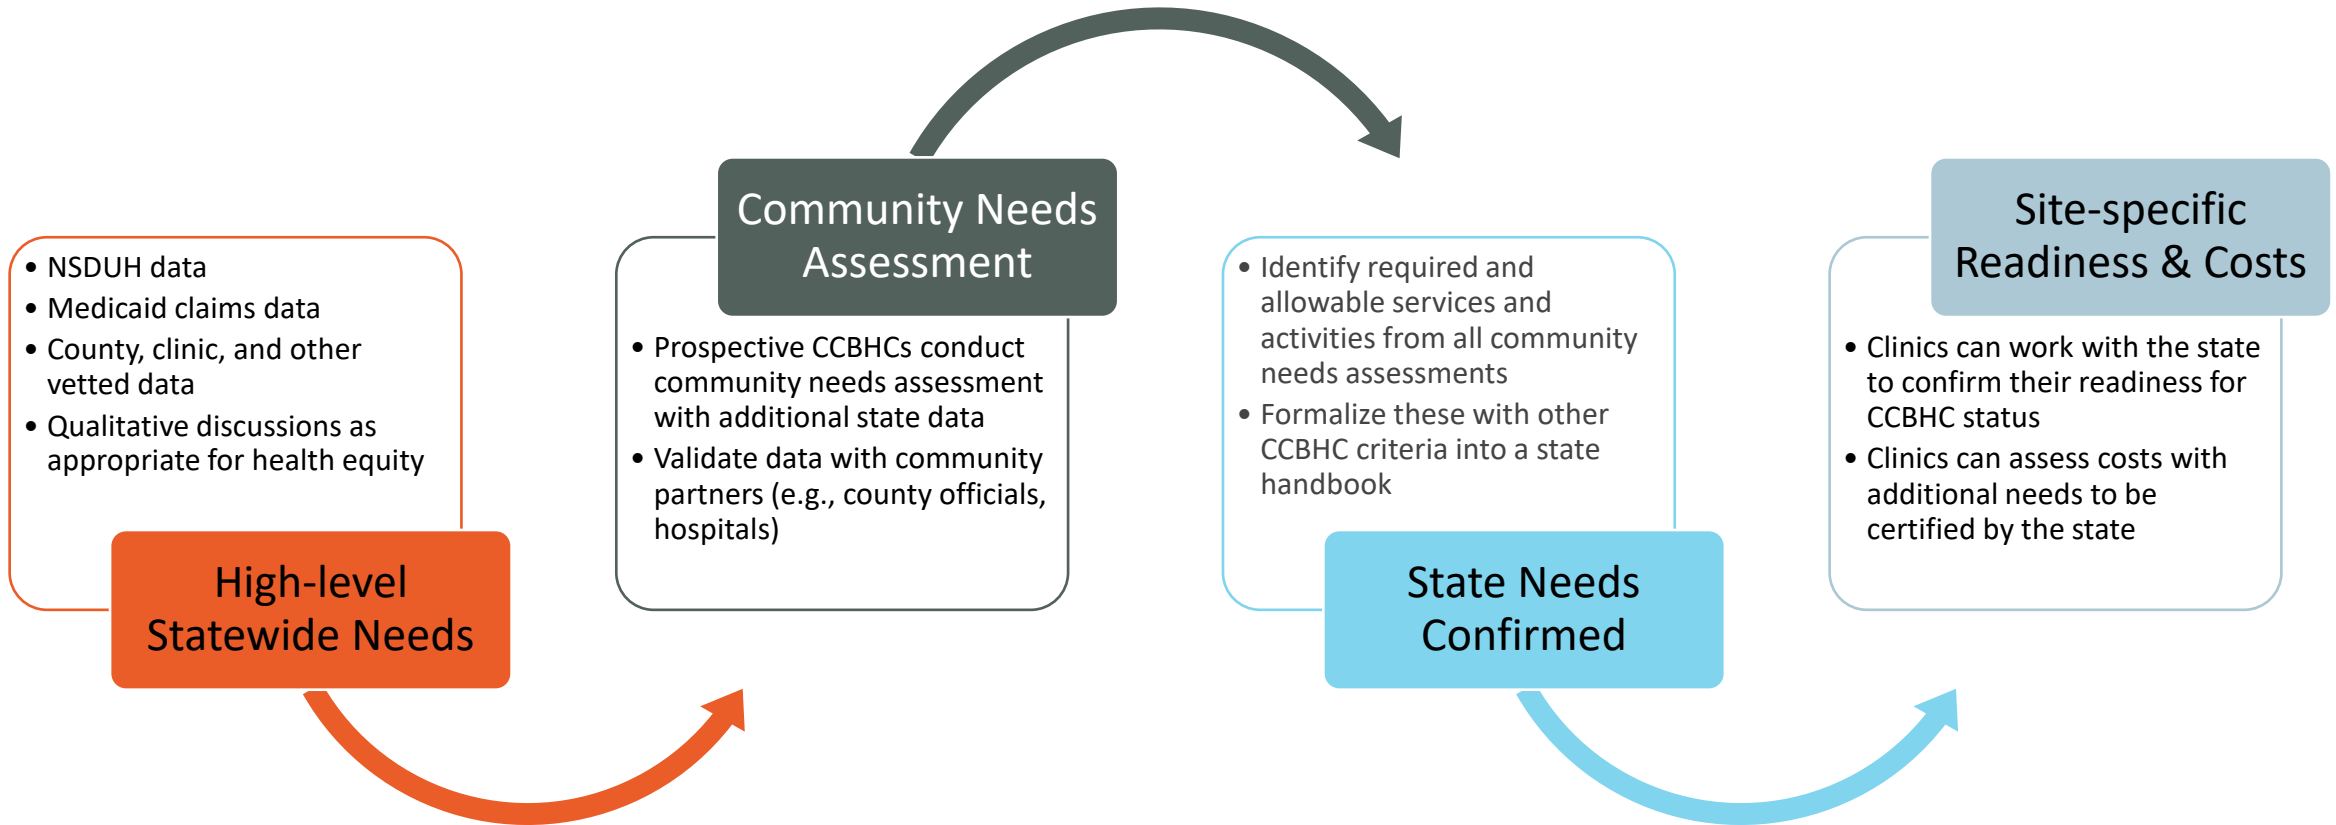 • NSDUH data
• Medicaid claims data
• County, clinic, and other
vetted data
• Qualitative discussions as
appropriate for health equity
High-level
Statewide Needs
Community Needs
Assessment
• Prospective CCBHCs conduct
community needs assessment
with additional state data
• Validate data with community
partners (e.g., county officials,
hospitals)
• Identify required and
allowable services and
activities from all community
needs assessments
• Formalize these with other
CCBHC criteria into a state
handbook
State Needs
Confirmed
Site-specific
Readiness & Costs
• Clinics can work with the state
to confirm their readiness for
CCBHC status
• Clinics can assess costs with
additional needs to be
certified by the state